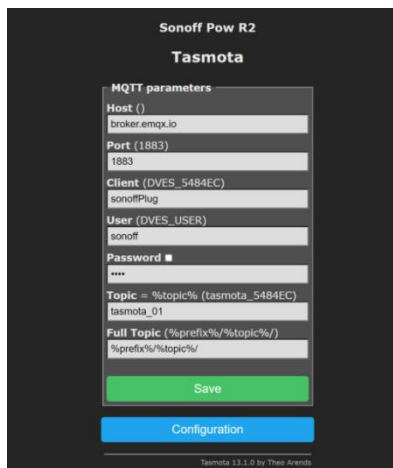 Sonoff Pow R2
Tasmota
MQTT parameters
Host ()
broker.emqx.io
Port (1883)
1883
Client (DVES_5484EC)
sonoffPlug
User (DVES_USER)
sonoff
Password
••••
Topic = %topic% (tasmota_5484EC)
tasmota_01
Full Topic (%prefix%/%topic%/)
%prefix%/%topic%/
Save
Configuration
Tasmota 13.1.0 by Theo Arends